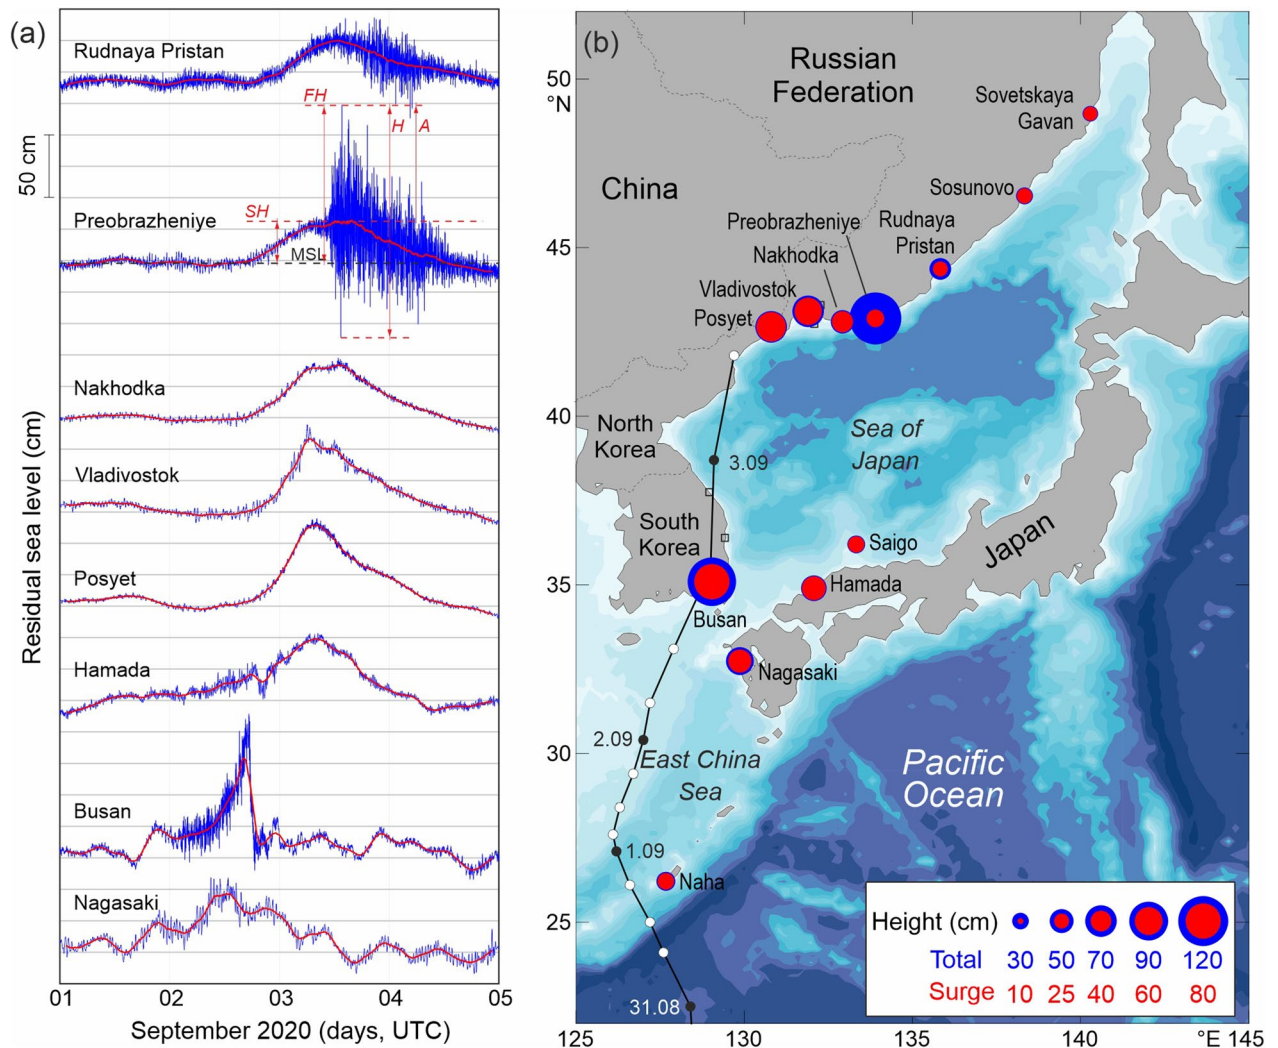 (a)
Rudnaya Pristan
FH
H
A
50 cm
SH
Preobrazheniye
MSL
Nakhodka
Vladivostok
Posyet
Hamada
Busan
Nagasaki
Residual sea level (cm)
01
02
03
04
05
September 2020 (days, UTC)
(b)
Russian
Federation
Sovetskaya
Gavan
China
Sosunovo
Preobrazheniye
Rudnaya
Pristan
Nakhodka
Vladivostok
Posyet
North
Korea
Sea of
Japan
3.09
South
Korea
Saigo
Japan
Hamada
Busan
Nagasaki
2.09
East China
Sea
Pacific
Ocean
1.09
Naha
31.08
50
°N
45
40
35
30
25
Height (cm)
Total 30 50 70 90 120
Surge 10 25 40 60 80
125
130
135
140
°E 145